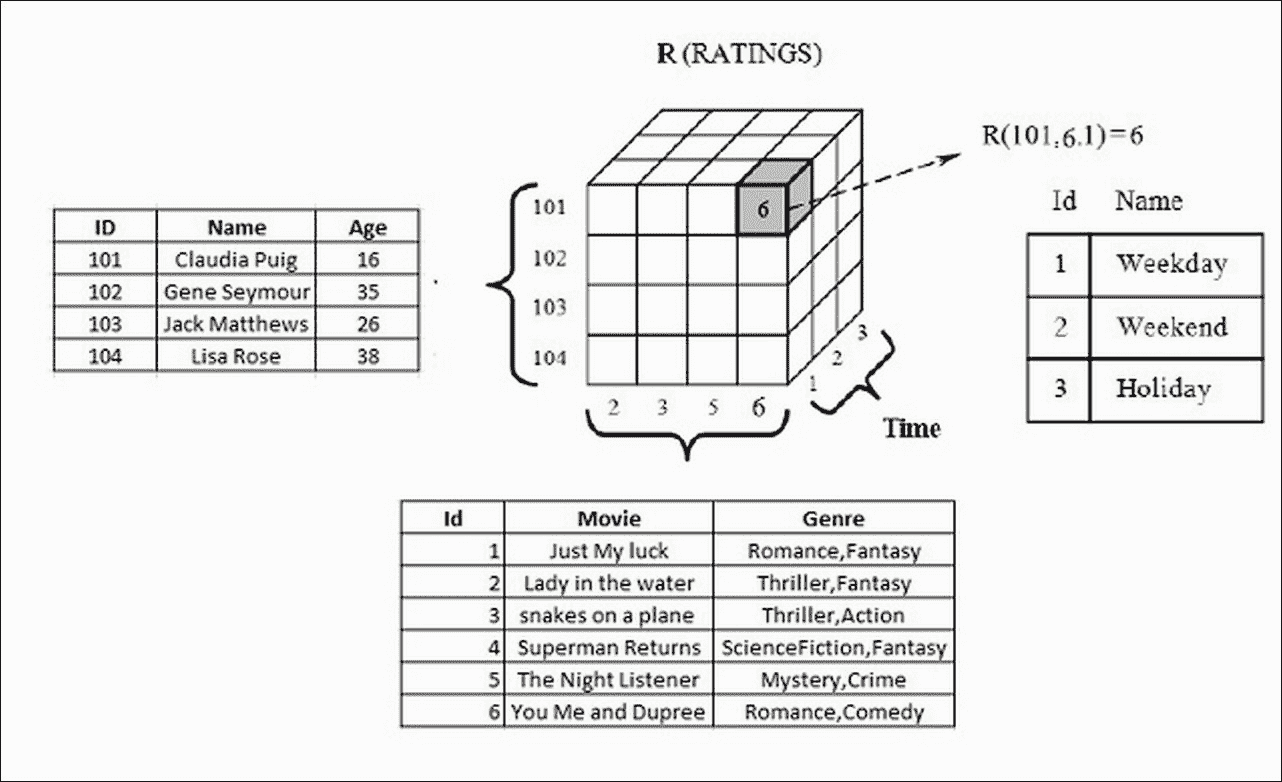 R (RATINGS)
R(101,6.1)=6
ID Name Age
101 Claudia Puig 16
102 Gene Seymour 35
103 Jack Matthews 26
104 Lisa Rose 38
101
102
103
104
6
2 3 5 6
1 2 3
Time
Id Name
1 Weekday
2 Weekend
3 Holiday
Id Movie Genre
1 Just My luck Romance,Fantasy
2 Lady in the water Thriller,Fantasy
3 snakes on a plane Thriller,Action
4 Superman Returns ScienceFiction,Fantasy
5 The Night Listener Mystery,Crime
6 You Me and Dupree Romance,Comedy